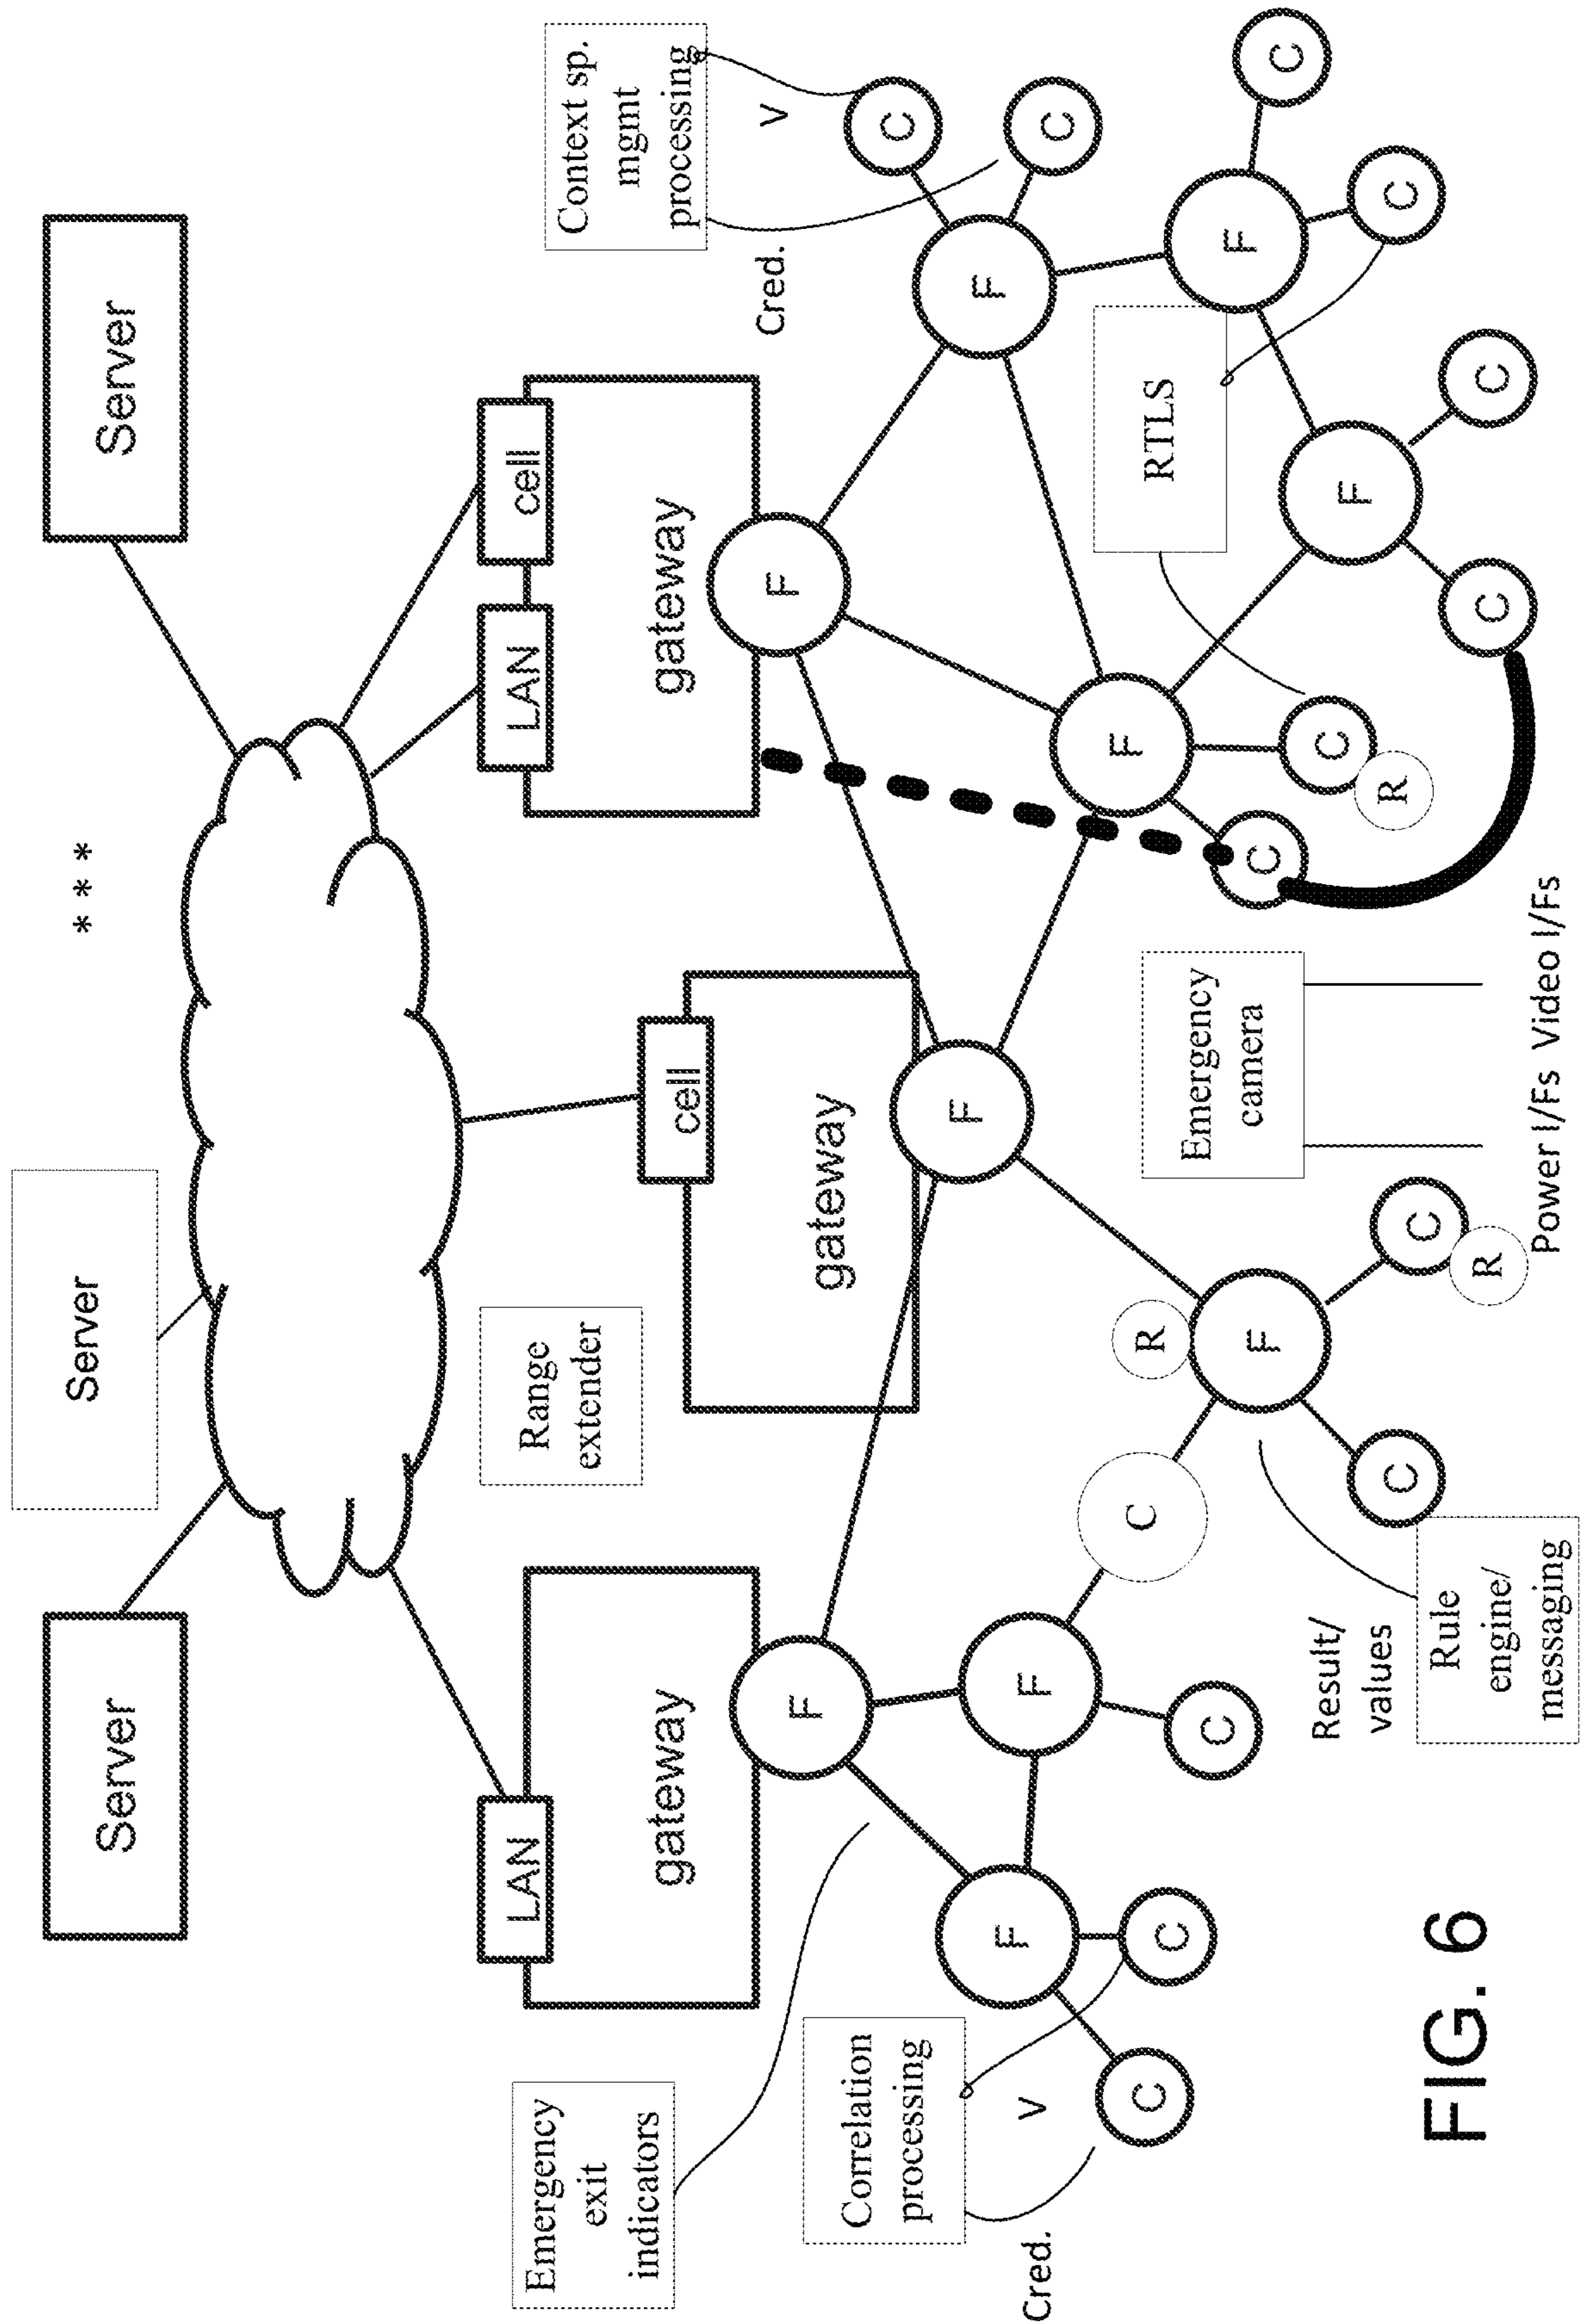 Server
Server
Server
* * *
LAN
Range
extender
LAN
cell
Context sp.
mgmt
processing
Emergency
exit
indicators
gateway
cell
gateway
gateway
V
Cred.
F
F
F
C
Correlation
processing
V
Cred.
F
F
F
C
C
C
C
C
R
F
RTLS
F
C
Emergency
camera
F
C
C
R
F
C
Result/
values
C
C
R
C
C
Rule
engine/
messaging
Power I/Fs Video I/Fs
FIG. 6